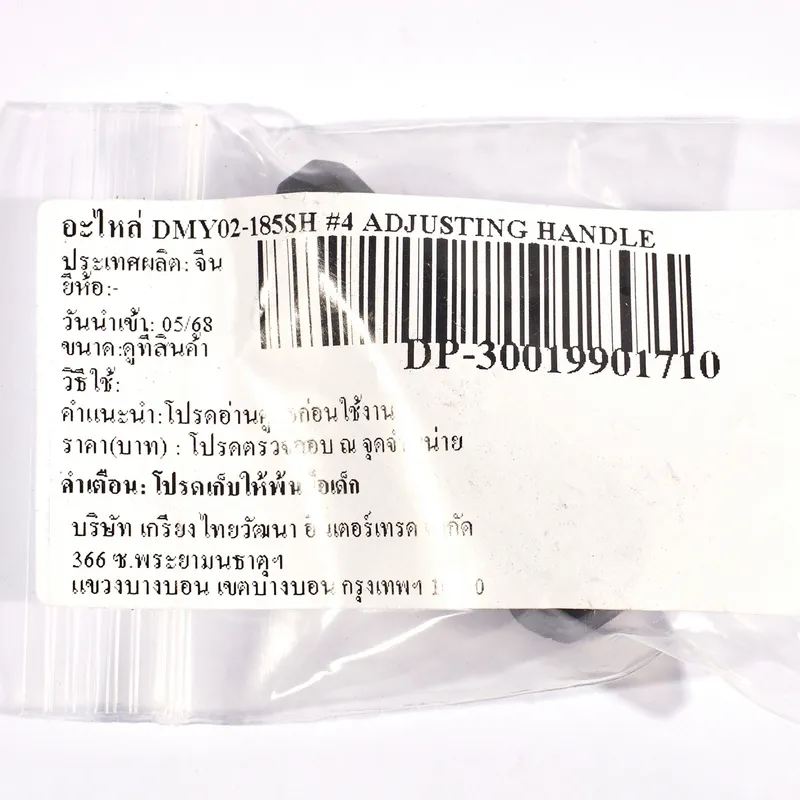 อะไหล่ DMY02-185SH #4 ADJUSTING HANDLE
ประเทศผลิต: จีน
ยี่ห้อ:-
วันนำเข้า: 05/68
ขนาด:ดูที่สินค้า
DP-30019901710
วิธีใช้:
คำแนะนำ:โปรดอ่าน ก่อนใช้งาน
ราคา(บาท) : โปรดตรวจสอบ ณ จุดจำหน่าย
คำเตือน: โปรดเก็บให้พ้น เด็ก
บริษัท เกรียงไทยวัฒนา อินเตอร์เทรด จำกัด
366 ซ.พระยามนธาตุฯ
แขวงบางบอน เขตบางบอน กรุงเทพฯ